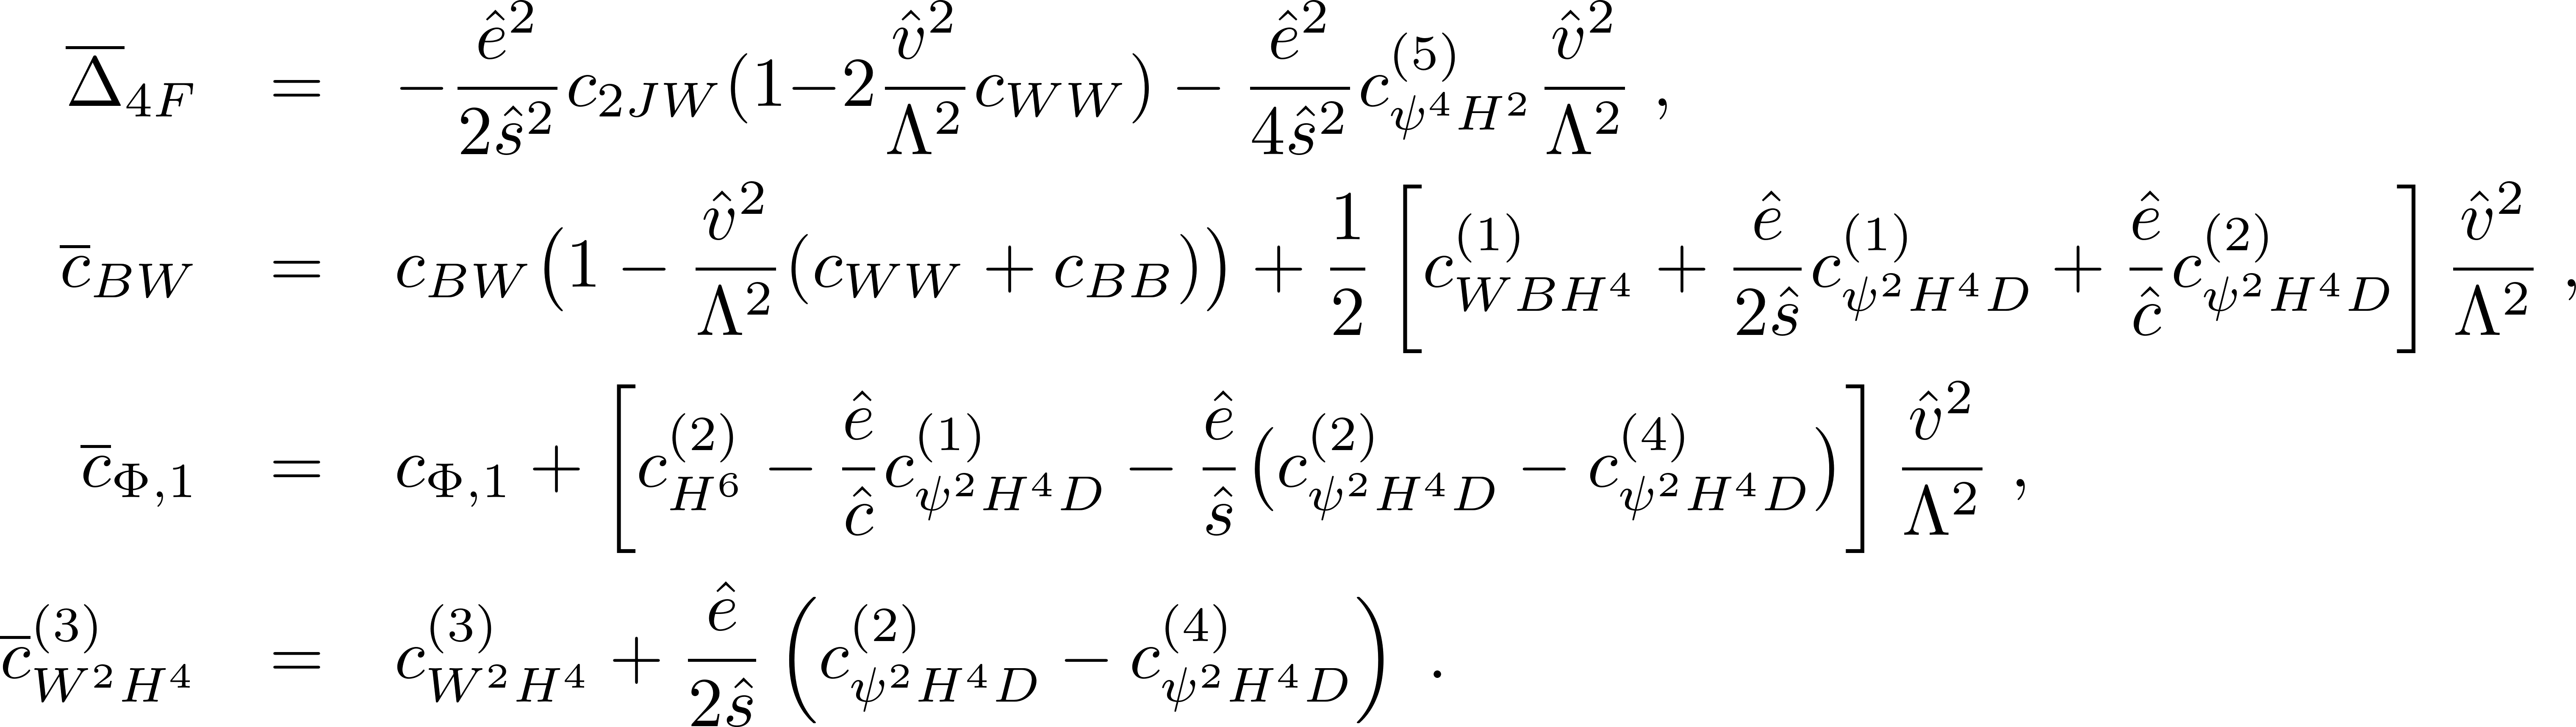 \overline{\Delta}_{4F} = -\frac{\hat{e}^2}{2\hat{s}^2} c_{2JW} (1 - 2\frac{\hat{v}^2}{\Lambda^2} c_{WW}) - \frac{\hat{e}^2}{4\hat{s}^2} c^{(5)}_{\psi^4 H^2} \frac{\hat{v}^2}{\Lambda^2} ,
\overline{c}_{BW} = c_{BW} \big(1 - \frac{\hat{v}^2}{\Lambda^2} (c_{WW} + c_{BB})\big) + \frac{1}{2} \left[ c^{(1)}_{WBH^4} + \frac{\hat{e}}{2\hat{s}} c^{(1)}_{\psi^2 H^4 D} + \frac{\hat{e}}{\hat{c}} c^{(2)}_{\psi^2 H^4 D} \right] \frac{\hat{v}^2}{\Lambda^2} ,
\overline{c}_{\Phi,1} = c_{\Phi,1} + \left[ c^{(2)}_{H^6} - \frac{\hat{e}}{\hat{c}} c^{(1)}_{\psi^2 H^4 D} - \frac{\hat{e}}{\hat{s}} \big( c^{(2)}_{\psi^2 H^4 D} - c^{(4)}_{\psi^2 H^4 D} \big) \right] \frac{\hat{v}^2}{\Lambda^2} ,
\overline{c}^{(3)}_{W^2 H^4} = c^{(3)}_{W^2 H^4} + \frac{\hat{e}}{2\hat{s}} \left( c^{(2)}_{\psi^2 H^4 D} - c^{(4)}_{\psi^2 H^4 D} \right) .